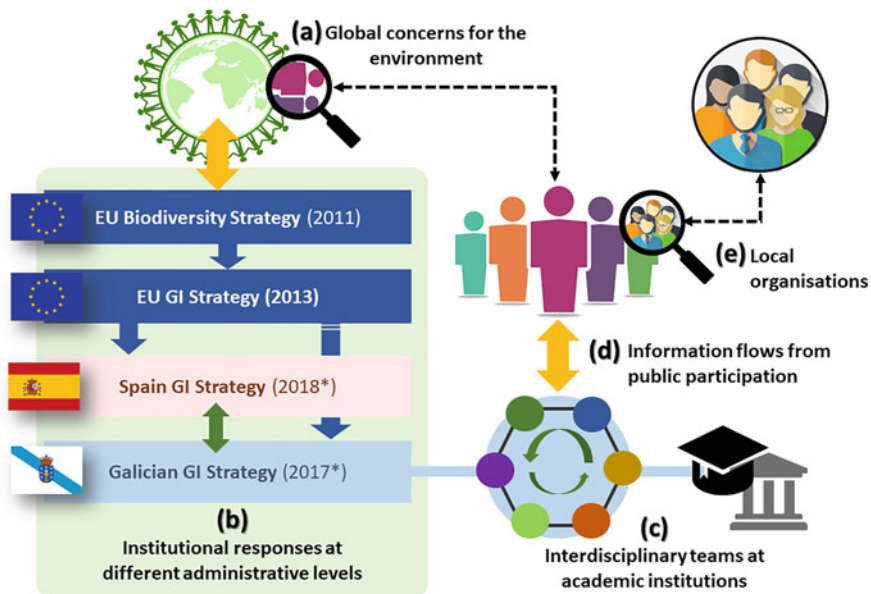 (a) Global concerns for the
environment
EU Biodiversity Strategy (2011)
EU GI Strategy (2013)
Spain GI Strategy (2018*)
Galician GI Strategy (2017*)
(b)
Institutional responses at
different administrative levels
(e) Local
organisations
(d) Information flows from
public participation
(c)
Interdisciplinary teams at
academic institutions